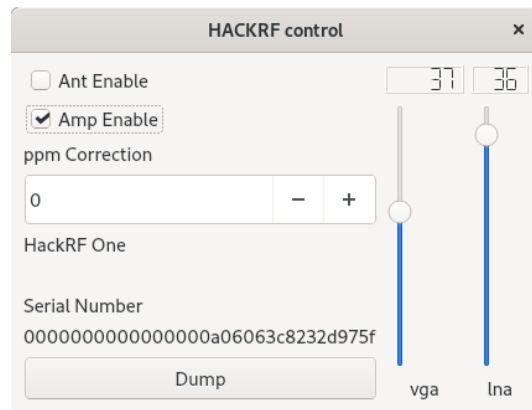 HACKRF control
×
Ant Enable
37 36
Amp Enable
ppm Correction
0 − +
HackRF One
Serial Number
0000000000000000a06063c8232d975f
Dump
vga lna